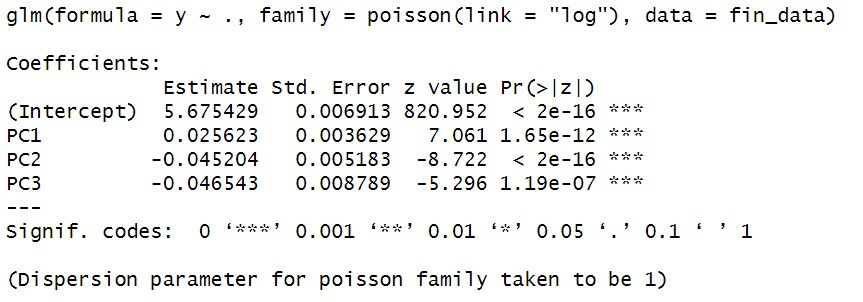 glm(formula = y ~ ., family = poisson(link = "log"), data = fin_data)
Coefficients:
Estimate Std. Error z value Pr(>|z|)
(Intercept) 5.675429 0.006913 820.952 < 2e-16 ***
PC1 0.025623 0.003629 7.061 1.65e-12 ***
PC2 -0.045204 0.005183 -8.722 < 2e-16 ***
PC3 -0.046543 0.008789 -5.296 1.19e-07 ***
---
Signif. codes: 0 ‘***’ 0.001 ‘**’ 0.01 ‘*’ 0.05 ‘.’ 0.1 ‘ ’ 1
(Dispersion parameter for poisson family taken to be 1)